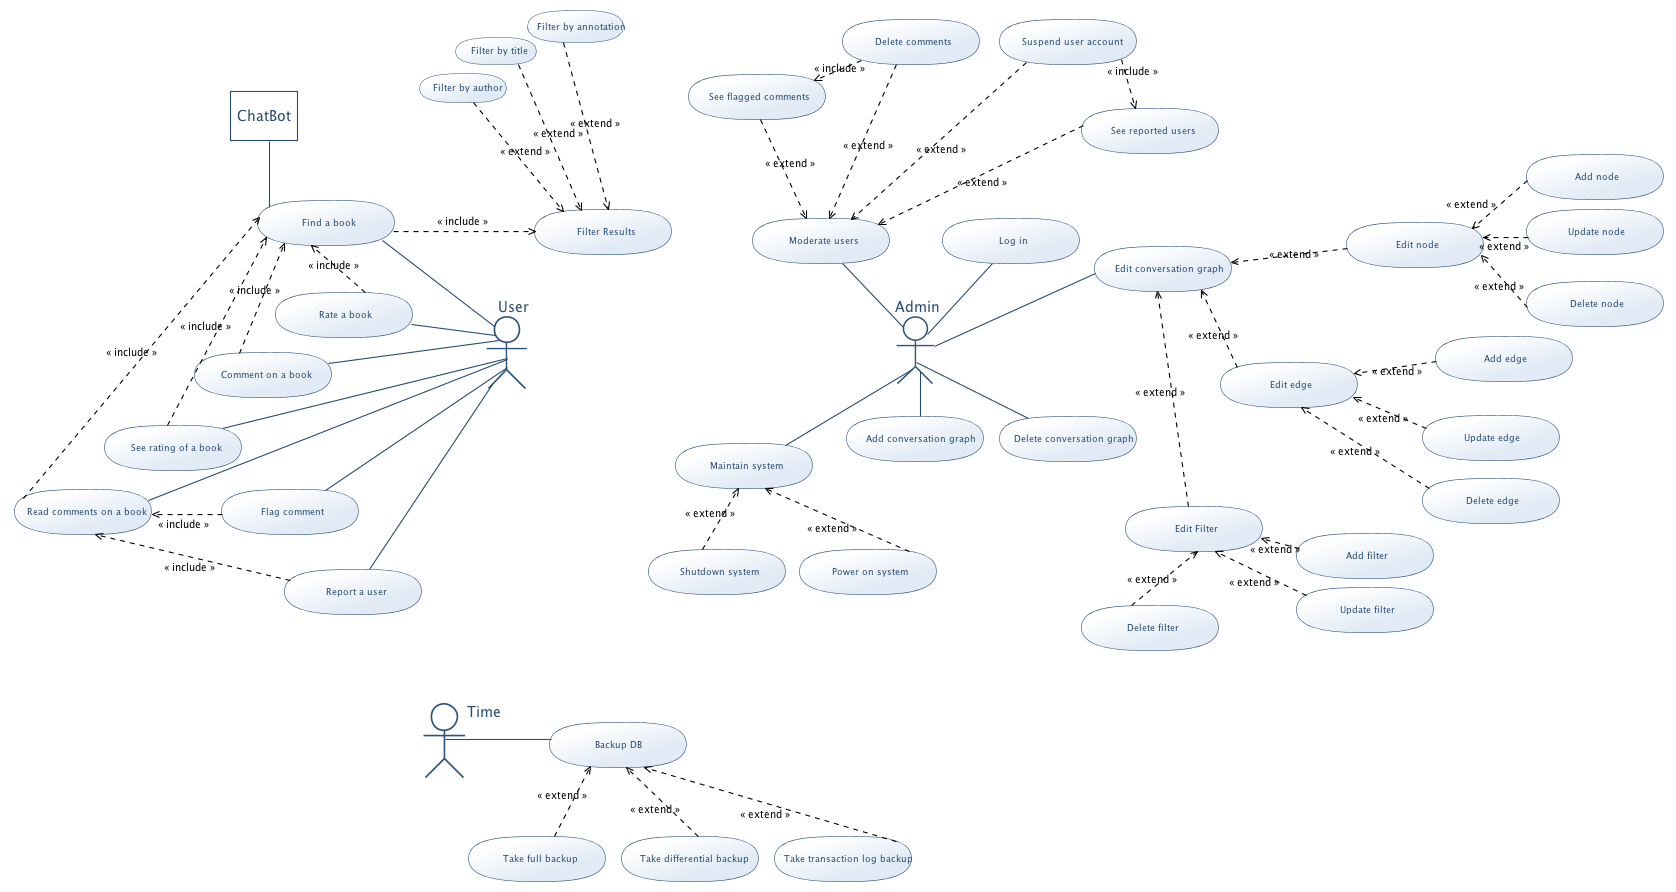 Filter by annotation
Filter by title
Filter by author
« extend »
« extend »
« extend »
ChatBot
Find a book
« include »
Filter Results
« include »
« include »
« include »
« include »
Rate a book
User
Comment on a book
See rating of a book
Read comments on a book
« include »
Flag comment
« include »
Report a user
Delete comments
Suspend user account
« include »
« include »
See flagged comments
See reported users
« extend »
« extend »
« extend »
« extend »
Moderate users
Log in
Admin
Edit conversation graph
« extend »
Edit node
« extend »
Add node
« extend »
Update node
« extend »
Delete node
« extend »
Edit edge
« extend »
Add edge
« extend »
Update edge
« extend »
Delete edge
« extend »
Add conversation graph
Delete conversation graph
Maintain system
« extend »
« extend »
Shutdown system
Power on system
Edit Filter
« extend »
Add filter
« extend »
Update filter
« extend »
Delete filter
Time
Backup DB
« extend »
« extend »
« extend »
Take full backup
Take differential backup
Take transaction log backup